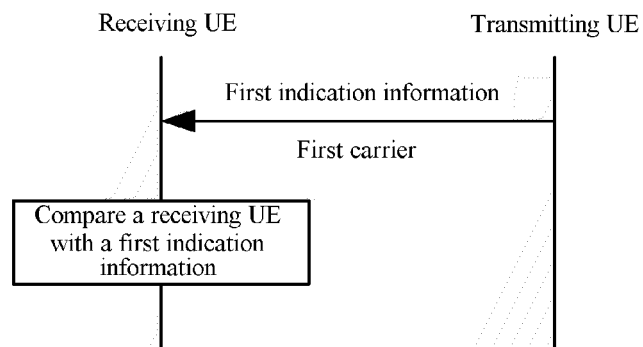 Receiving UE
Transmitting UE
First indication information
First carrier
Compare a receiving UE
with a first indication
information